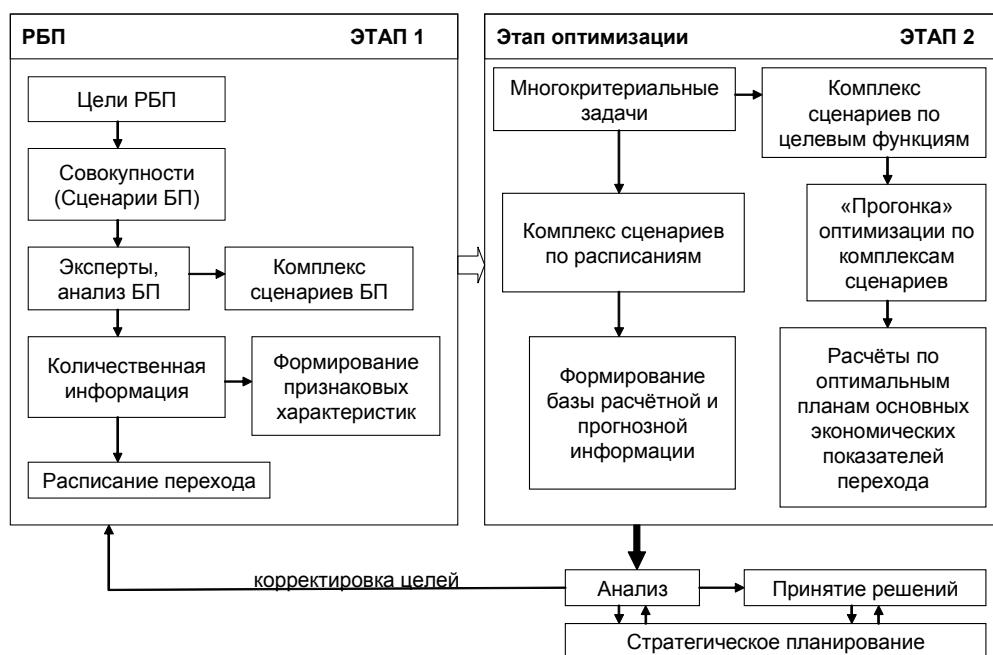 РБП ЭТАП 1
Цели РБП
Совокупности
(Сценарии БП)
Эксперты,
анализ БП
Комплекс
сценариев БП
Количественная
информация
Формирование
признаковых
характеристик
Расписание перехода
Этап оптимизации ЭТАП 2
Многокритериальные
задачи
Комплекс
сценариев по
целевым функциям
Комплекс сценариев
по расписаниям
«Прогонка»
оптимизации по
комплексам
сценариев
Формирование
базы расчётной и
прогнозной
информации
Расчёты по
оптимальным
планам основных
экономических
показателей
перехода
корректировка целей
Анализ
Принятие решений
Стратегическое планирование